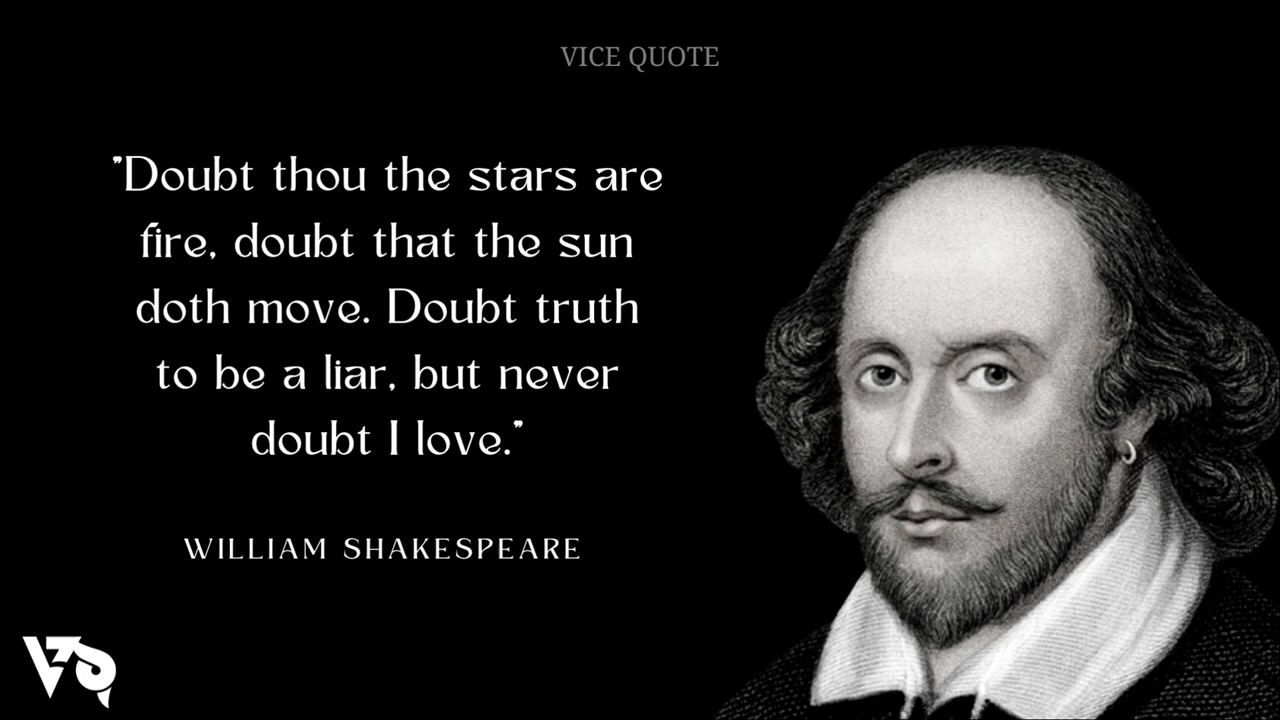 VICE QUOTE
"Doubt thou the stars are
fire, doubt that the sun
doth move. Doubt truth
to be a liar, but never
doubt I love."
WILLIAM SHAKESPEARE
VQ